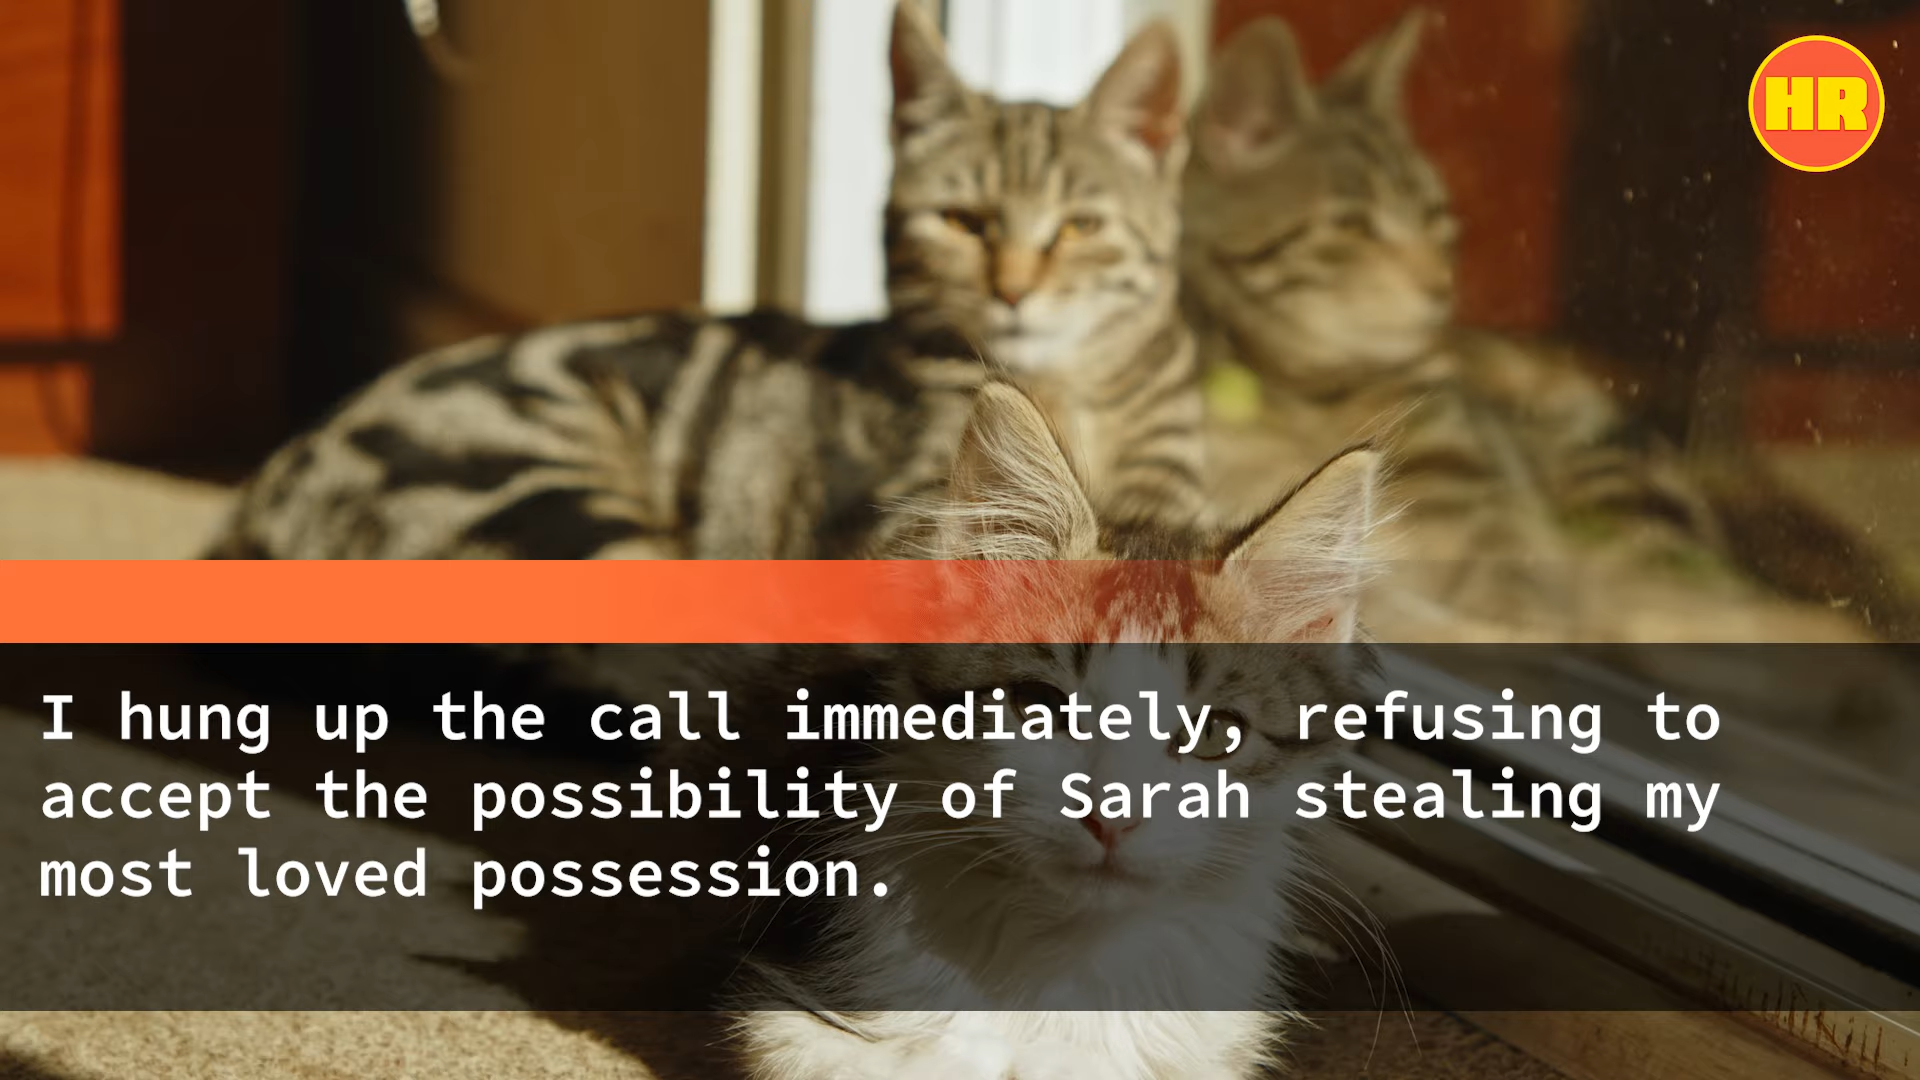 HR
I hung up the call immediately, refusing to
accept the possibility of Sarah stealing my
most loved possession.